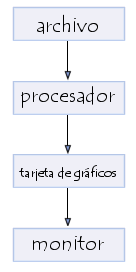 archivo
procesador
tarjeta de gráficos
monitor